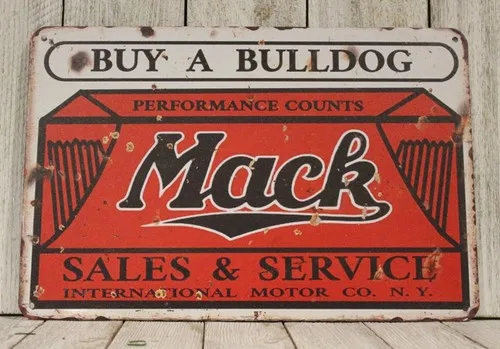 BUY A BULLDOG
PERFORMANCE COUNTS
Mack
SALES & SERVICE
INTERNATIONAL MOTOR CO. N. Y.